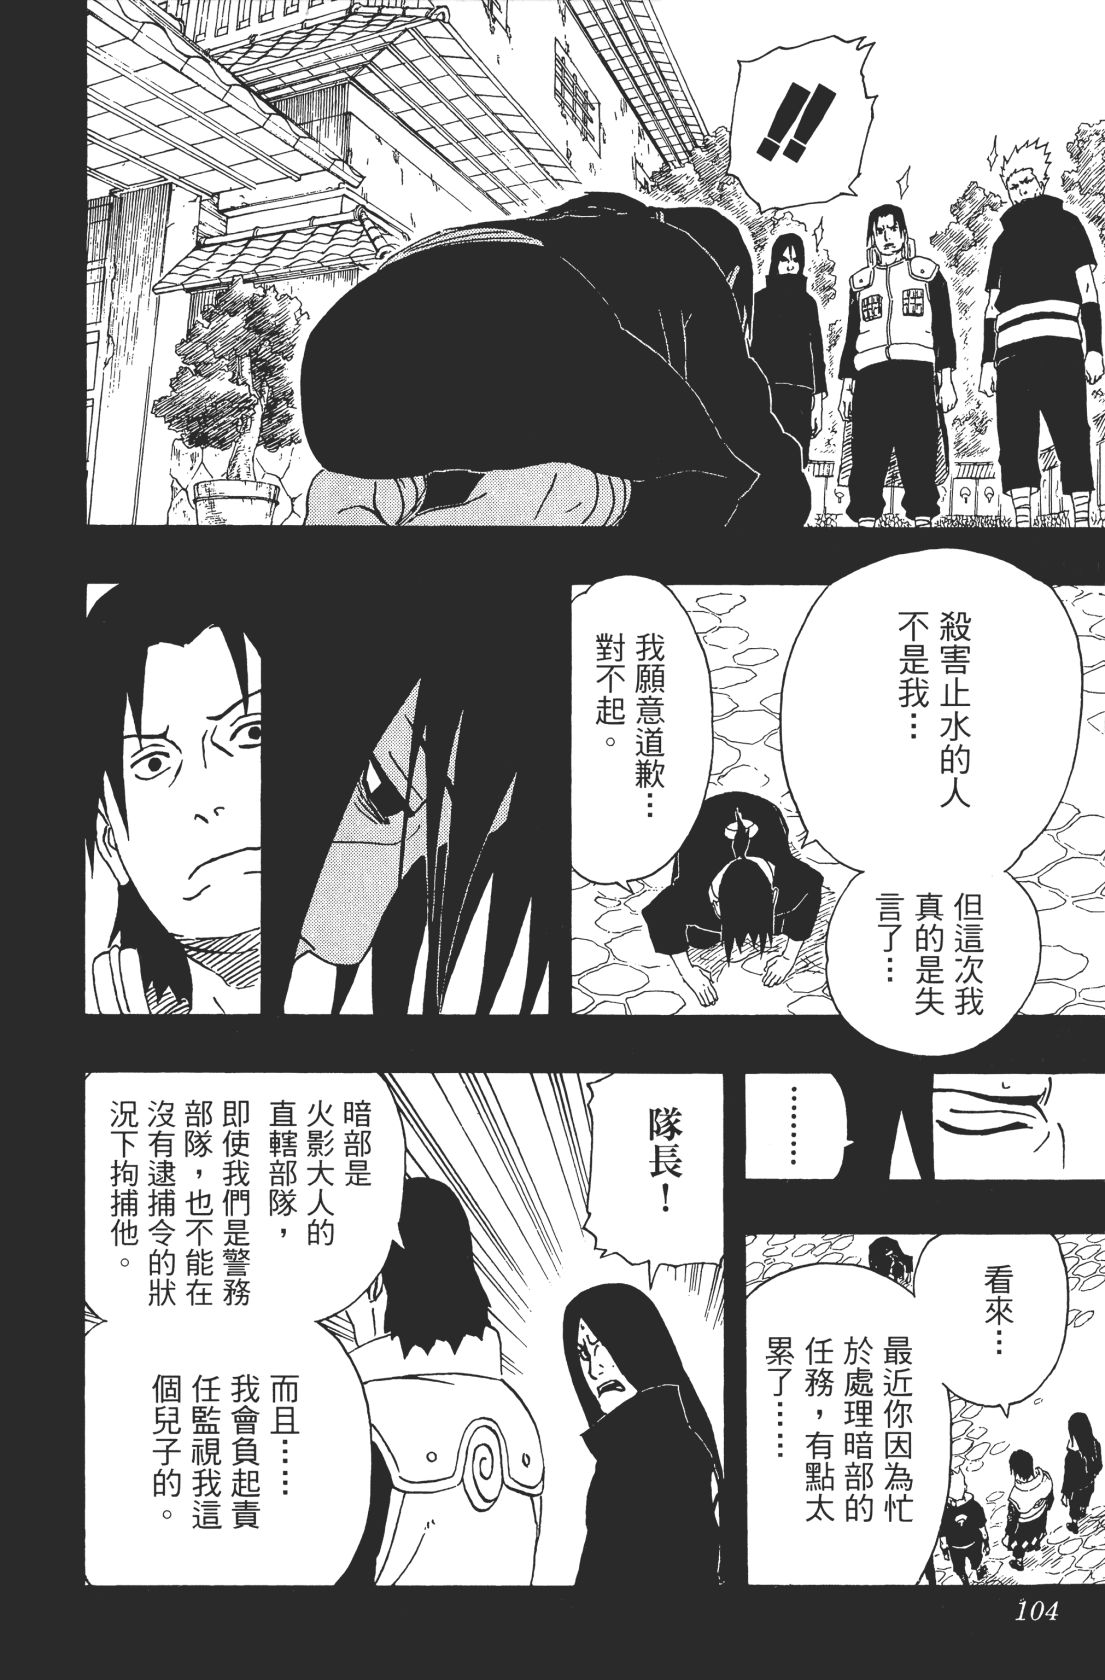 !!
殺害止水的人
不是我…
但這次我
真的是失
言了…
我願意道歉…
對不起。
………
看來…
最近你因為忙
於處理暗部的
任務，有點太
累了……
隊長！
暗部是
火影大人的
直轄部隊，
即使我們是警務
部隊，也不能在
沒有逮捕令的狀
況下拘捕他。
而且……
我會負起責
任監視我這
個兒子的。
104